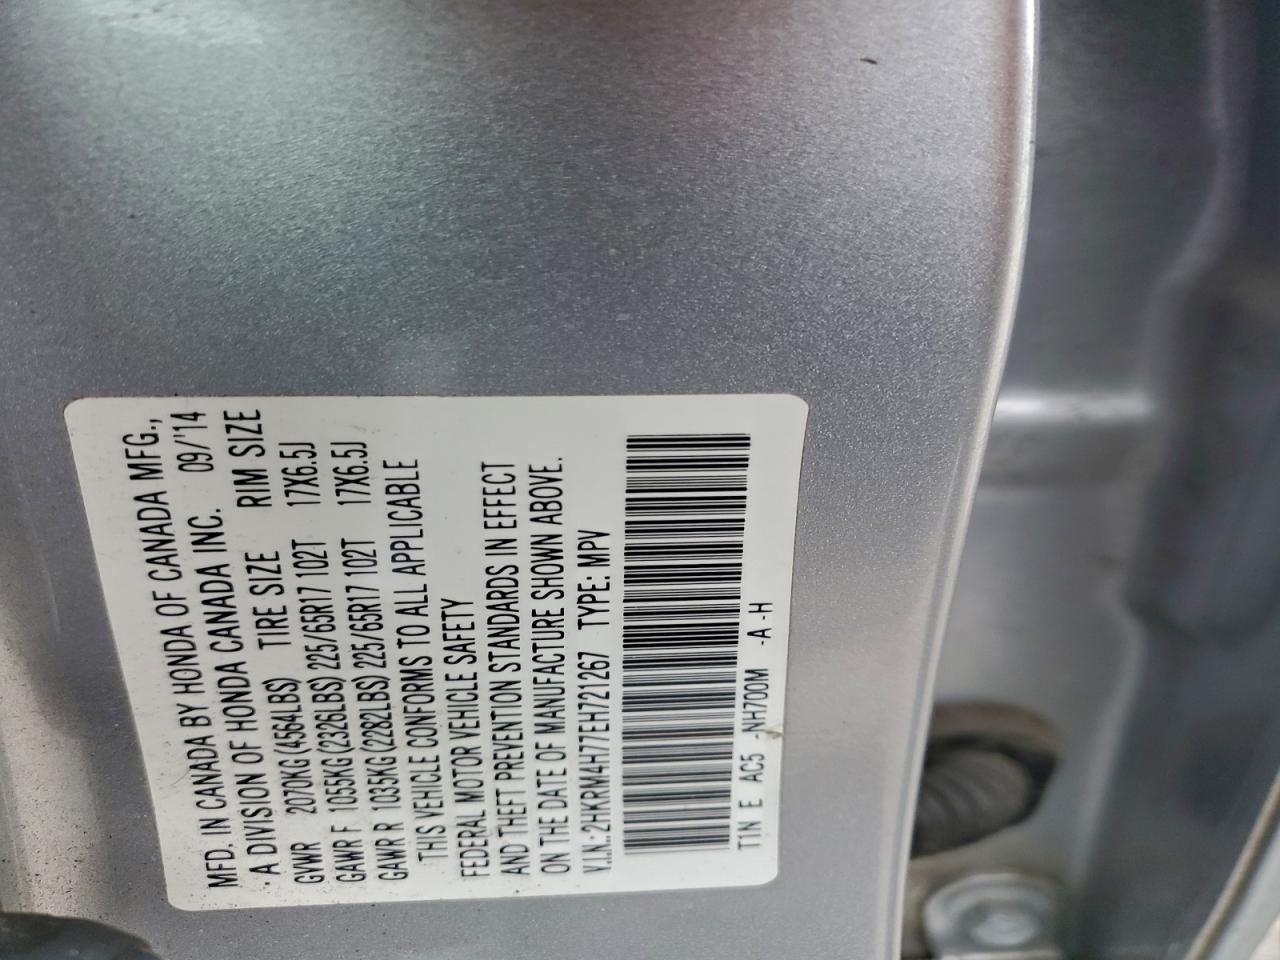 MFD. IN CANADA BY HONDA OF CANADA MFG.,
A DIVISION OF HONDA CANADA INC. 09/'14
GVWR 2070KG(4564LBS) TIRE SIZE RIM SIZE
GAWR F 1055KG(2326LBS) 225/65R17 102T 17X6.5J
GAWR R 1035KG(2282LBS) 225/65R17 102T 17X6.5J
THIS VEHICLE CONFORMS TO ALL APPLICABLE
FEDERAL MOTOR VEHICLE SAFETY
AND THEFT PREVENTION STANDARDS IN EFFECT
ON THE DATE OF MANUFACTURE SHOWN ABOVE.
V.I.N.:2HKRM4H77EH721267 TYPE: MPV
T1N E AC5 -NH700M -A -H